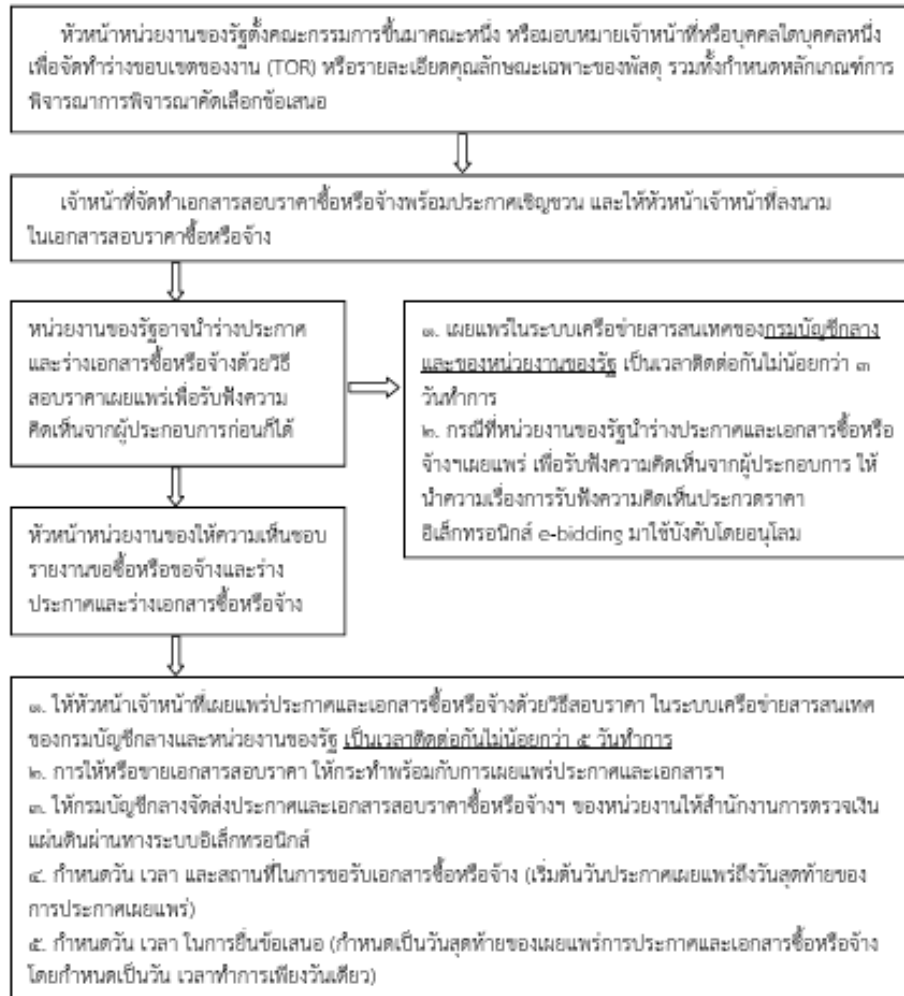 หัวหน้าหน่วยงานของรัฐตั้งคณะกรรมการขึ้นมาคณะหนึ่ง หรือมอบหมายเจ้าหน้าที่หรือบุคคลใดบุคคลหนึ่ง
เพื่อจัดทำร่างขอบเขตของงาน (TOR) หรือรายละเอียดคุณลักษณะเฉพาะของพัสดุ รวมทั้งกำหนดหลักเกณฑ์การ
พิจารณาการพิจารณาคัดเลือกข้อเสนอ
เจ้าหน้าที่จัดทำเอกสารสอบราคาซื้อหรือจ้างพร้อมประกาศเชิญชวน และให้หัวหน้าเจ้าหน้าที่ลงนาม
ในเอกสารสอบราคาซื้อหรือจ้าง
หน่วยงานของรัฐอาจนำร่างประกาศ
และร่างเอกสารซื้อหรือจ้างด้วยวิธี
สอบราคาเผยแพร่เพื่อรับฟังความ
คิดเห็นจากผู้ประกอบการก่อนก็ได้
๑. เผยแพร่ในระบบเครือข่ายสารสนเทศของกรมบัญชีกลาง
และของหน่วยงานของรัฐ เป็นเวลาติดต่อกันไม่น้อยกว่า ๓
วันทำการ
๒. กรณีที่หน่วยงานของรัฐนำร่างประกาศและเอกสารซื้อหรือ
จ้างฯเผยแพร่ เพื่อรับฟังความคิดเห็นจากผู้ประกอบการ ให้
นำความเรื่องการรับฟังความคิดเห็นประกวดราคา
อิเล็กทรอนิกส์ e-bidding มาใช้บังคับโดยอนุโลม
หัวหน้าหน่วยงานของให้ความเห็นชอบ
รายงานขอซื้อหรือขอจ้างและร่าง
ประกาศและร่างเอกสารซื้อหรือจ้าง
๑. ให้หัวหน้าเจ้าหน้าที่เผยแพร่ประกาศและเอกสารซื้อหรือจ้างด้วยวิธีสอบราคา ในระบบเครือข่ายสารสนเทศ
ของกรมบัญชีกลางและหน่วยงานของรัฐ เป็นเวลาติดต่อกันไม่น้อยกว่า ๕ วันทำการ
๒. การให้หรือขายเอกสารสอบราคา ให้กระทำพร้อมกับการเผยแพร่ประกาศและเอกสารฯ
๓. ให้กรมบัญชีกลางจัดส่งประกาศและเอกสารสอบราคาซื้อหรือจ้างฯ ของหน่วยงานให้สำนักงานการตรวจเงิน
แผ่นดินผ่านทางระบบอิเล็กทรอนิกส์
๔. กำหนดวัน เวลา และสถานที่ในการขอรับเอกสารซื้อหรือจ้าง (เริ่มต้นวันประกาศเผยแพร่ถึงวันสุดท้ายของ
การประกาศเผยแพร่)
๕. กำหนดวัน เวลา ในการยื่นข้อเสนอ (กำหนดเป็นวันสุดท้ายของเผยแพร่การประกาศและเอกสารซื้อหรือจ้าง
โดยกำหนดเป็นวัน เวลาทำการเพียงวันเดียว)